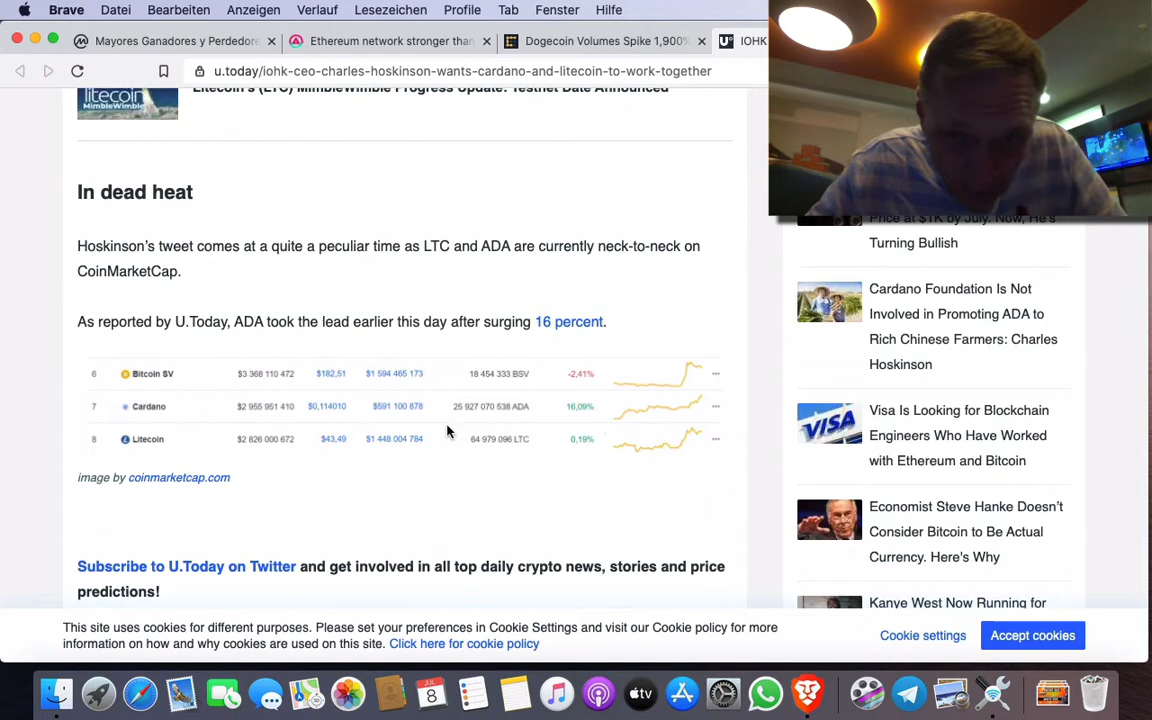 Brave Datei Bearbeiten Anzeigen Verlauf Lesezeichen Profile Tab Fenster Hilfe
Mayores Ganadores y Perdedore Ethereum network stronger than Dogecoin Volumes Spike 1,900% IOHK
u.today/iohk-ceo-charles-hoskinson-wants-cardano-and-litecoin-to-work-together
litecoin
MimbleWimble
Litecoin's (LTC) MimbleWimble Progress Update: Testnet Date Announced
In dead heat
Hoskinson's tweet comes at a quite a peculiar time as LTC and ADA are currently neck-to-neck on
CoinMarketCap.
As reported by U.Today, ADA took the lead earlier this day after surging 16 percent.
6 Bitcoin SV $3 368 110 472 $182,51 $1 594 465 173 18 454 333 BSV -2,41%
7 Cardano $2 955 951 410 $0,114010 $591 100 878 25 927 070 538 ADA 16,09%
8 Litecoin $2 826 000 672 $43,49 $1 448 004 784 64 979 096 LTC 0,19%
image by coinmarketcap.com
Subscribe to U.Today on Twitter and get involved in all top daily crypto news, stories and price
predictions!
Price at $1K by July. Now, He's
Turning Bullish
Cardano Foundation Is Not
Involved in Promoting ADA to
Rich Chinese Farmers: Charles
Hoskinson
VISA
Visa Is Looking for Blockchain
Engineers Who Have Worked
with Ethereum and Bitcoin
Economist Steve Hanke Doesn't
Consider Bitcoin to Be Actual
Currency. Here's Why
Kanye West Now Running for
This site uses cookies for different purposes. Please set your preferences in Cookie Settings and visit our Cookie policy for more
information on how and why cookies are used on this site. Click here for cookie policy
Cookie settings
Accept cookies
JUL
8
tv